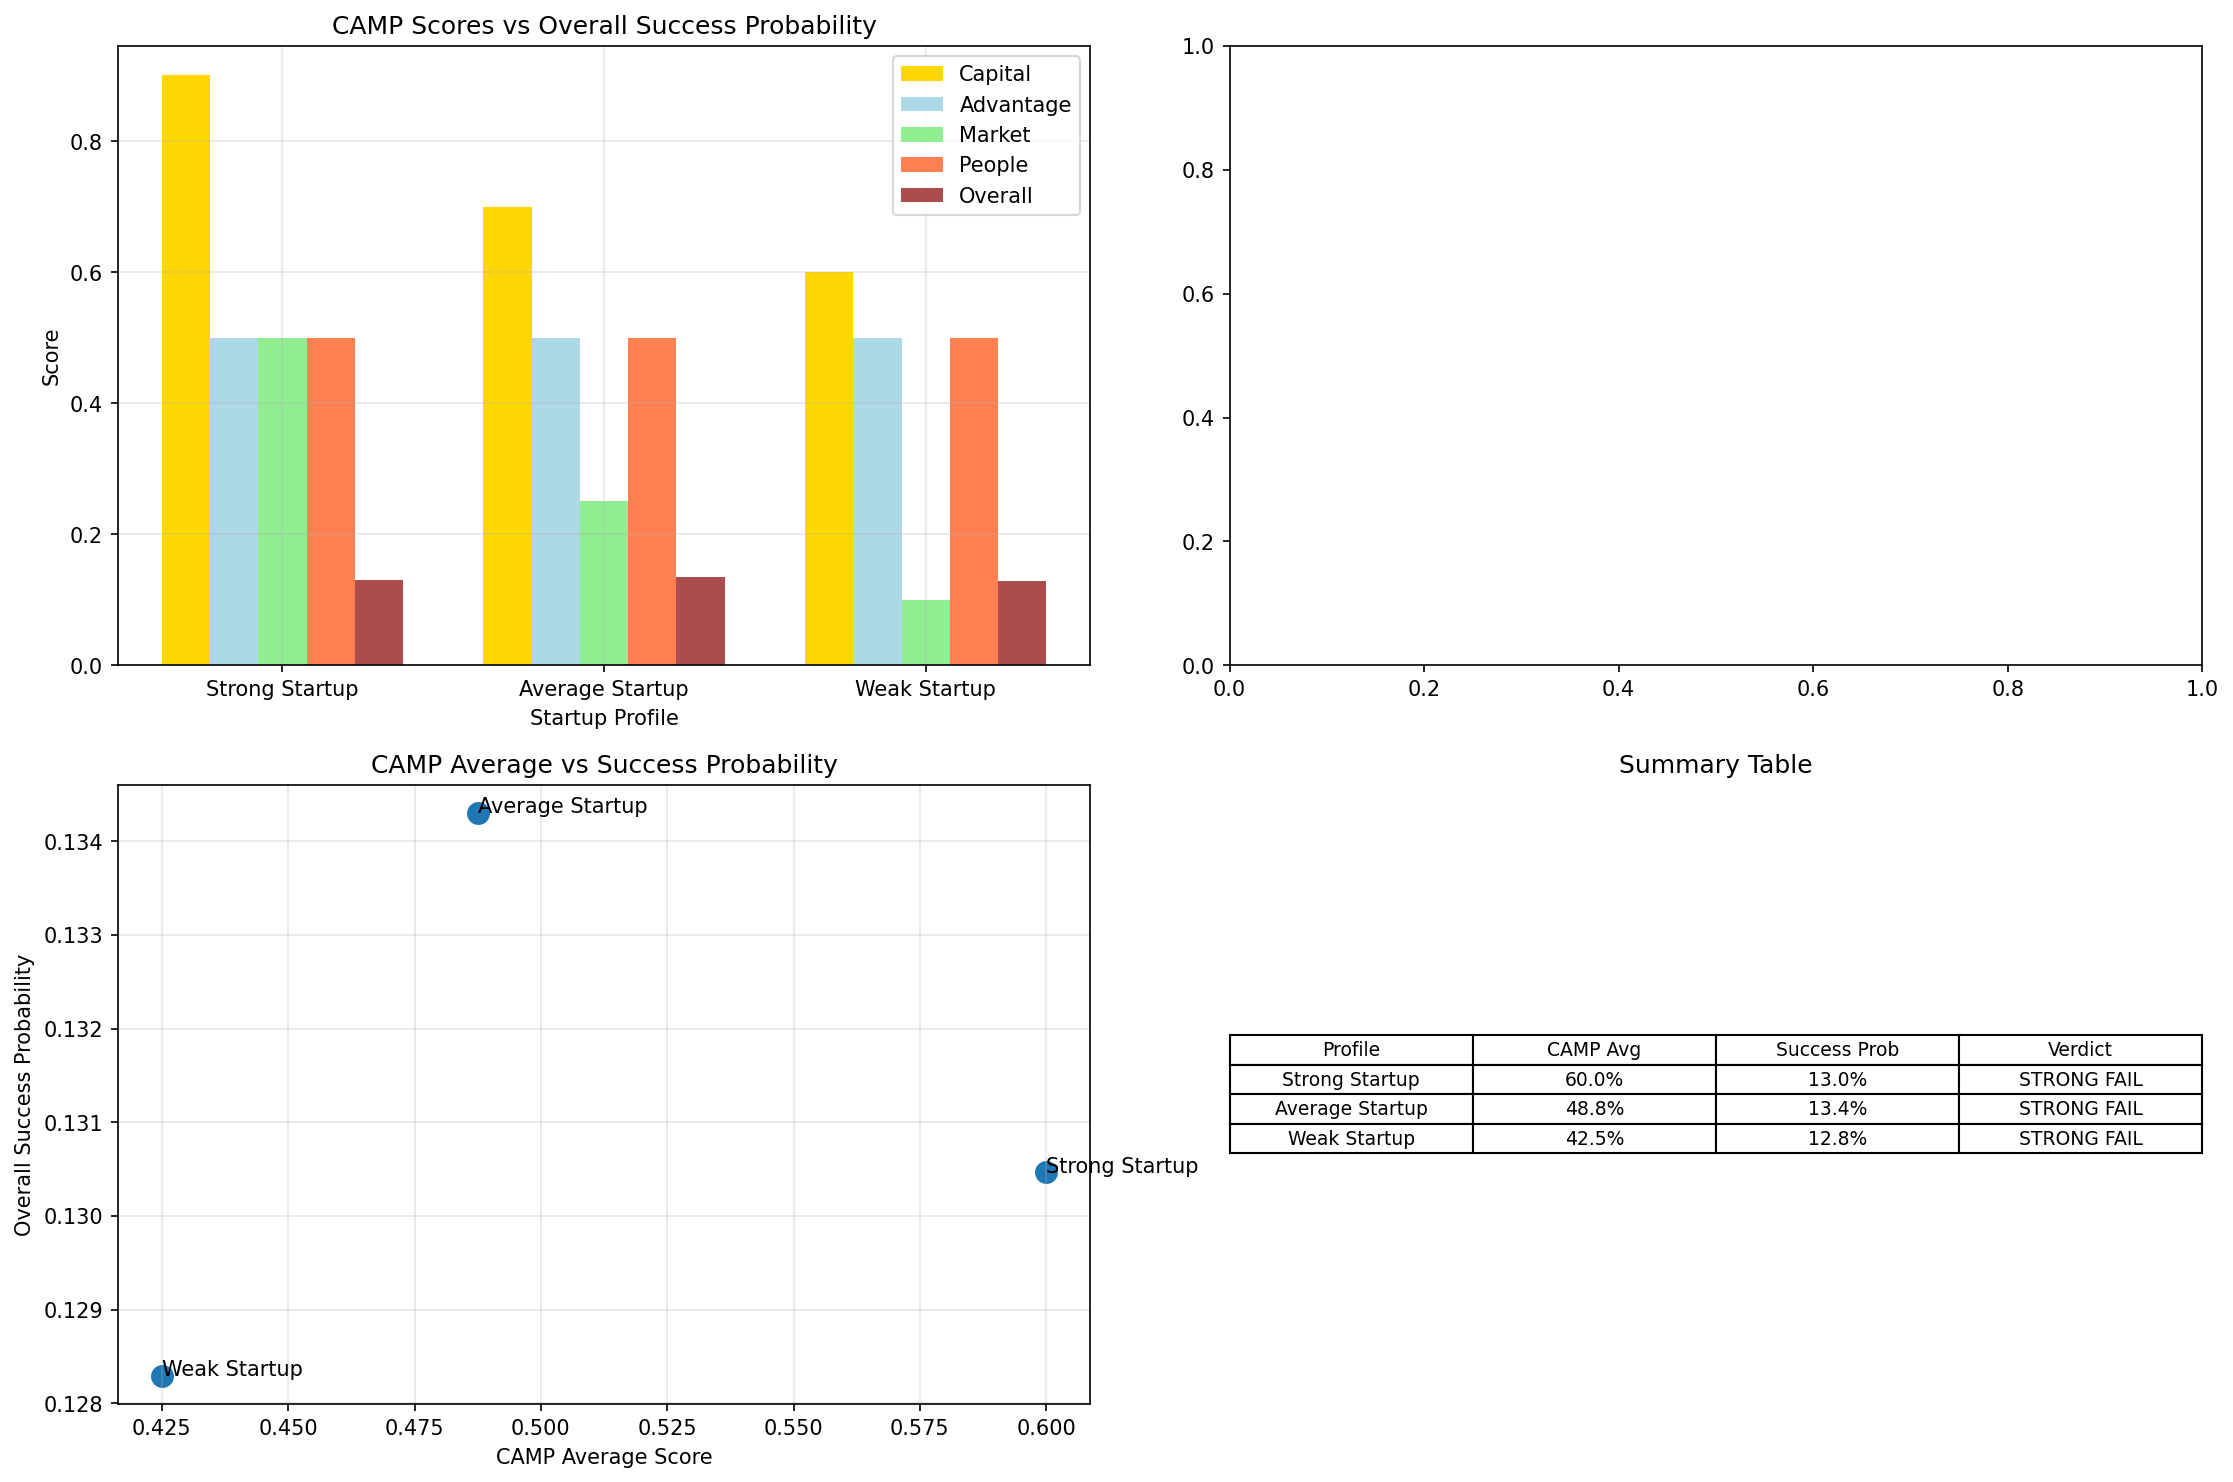 CAMP Scores vs Overall Success Probability
Score
0.8
0.6
0.4
0.2
0.0
Capital
Advantage
Market
People
Overall
Strong Startup
Average Startup
Weak Startup
Startup Profile
1.0
0.8
0.6
0.4
0.2
0.0
0.0
0.2
0.4
0.6
0.8
1.0
CAMP Average vs Success Probability
Overall Success Probability
0.134
0.133
0.132
0.131
0.130
0.129
0.128
Average Startup
Strong Startup
Weak Startup
0.425
0.450
0.475
0.500
0.525
0.550
0.575
0.600
CAMP Average Score
Summary Table
Profile CAMP Avg Success Prob Verdict
Strong Startup 60.0% 13.0% STRONG FAIL
Average Startup 48.8% 13.4% STRONG FAIL
Weak Startup 42.5% 12.8% STRONG FAIL